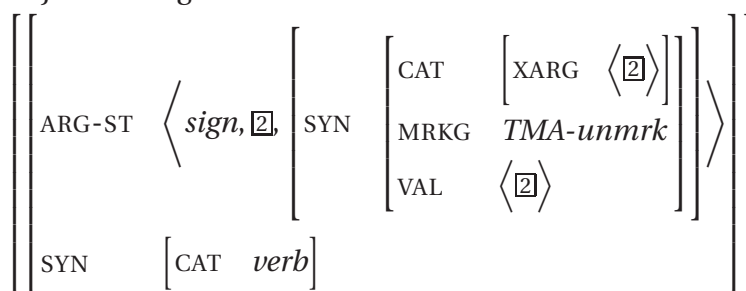 CAT [XARG ⟨[2]⟩]
ARG-ST ⟨sign, [2], [SYN [MRKG TMA-unmrk
VAL ⟨[2]⟩]]⟩
SYN [CAT verb]